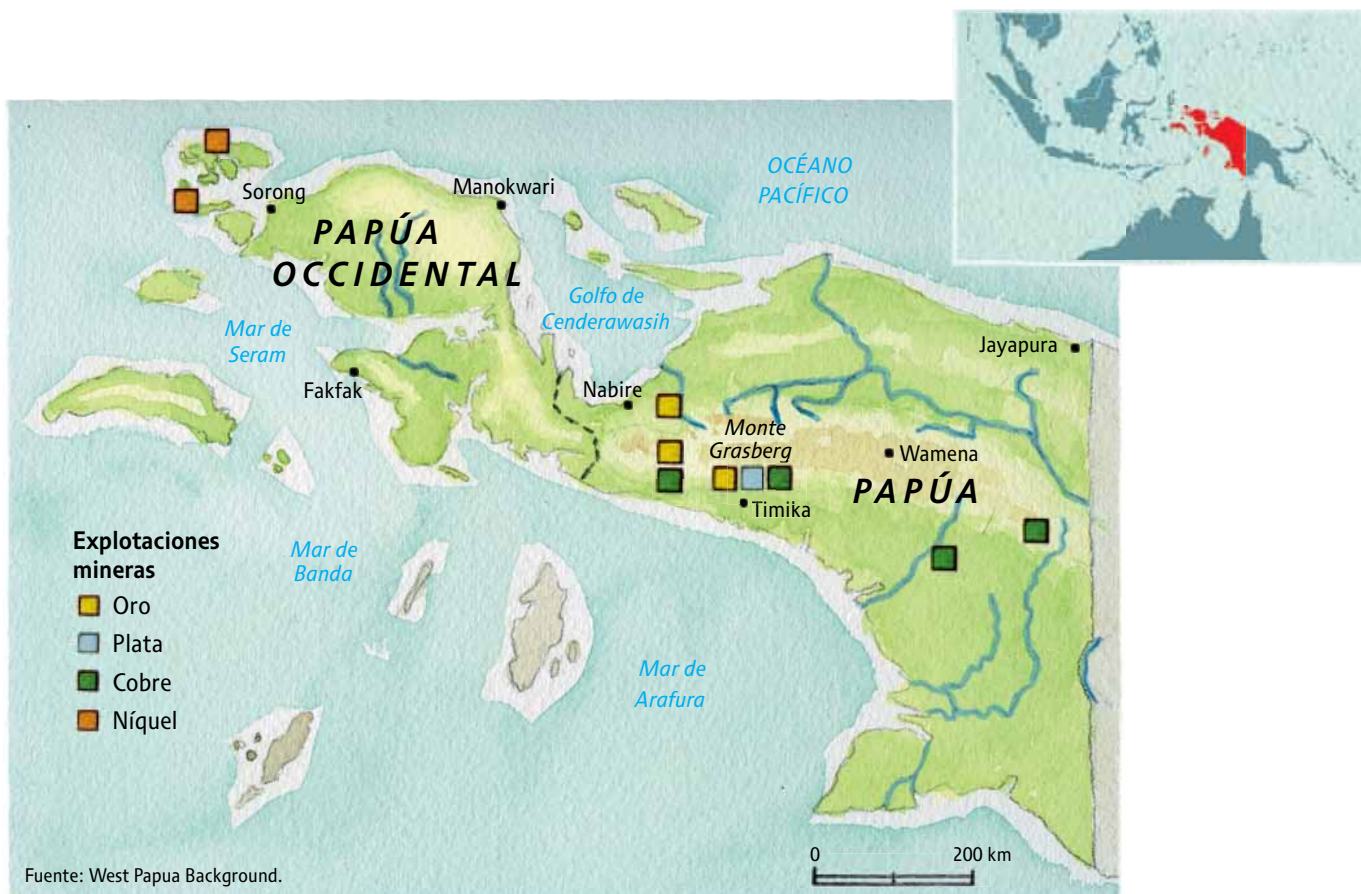 OCÉANO
PACÍFICO
Sorong
Manokwari
PAPÚA
OCCIDENTAL
Golfo de
Cenderawasih
Mar de
Seram
Jayapura
Fakfak
Nabire
Monte
Grasberg
Wamena
PAPÚA
Timika
Explotaciones
mineras
Oro
Plata
Cobre
Níquel
Mar de
Banda
Mar de
Arafura
0 200 km
Fuente: West Papua Background.